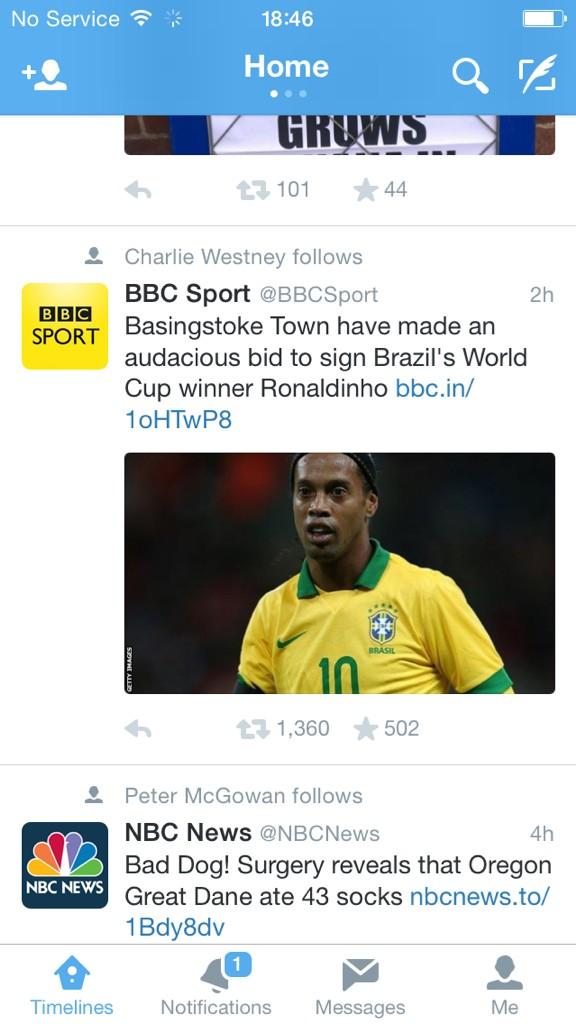 No Service 18:46
Home
GROWS
101 44
Charlie Westney follows
BBC Sport @BBCSport 2h
BBC
SPORT
Basingstoke Town have made an
audacious bid to sign Brazil's World
Cup winner Ronaldinho bbc.in/
1oHTwP8
BRASIL
10
GETTY IMAGES
1,360 502
Peter McGowan follows
NBC News @NBCNews 4h
NBC NEWS
Bad Dog! Surgery reveals that Oregon
Great Dane ate 43 socks nbcnews.to/
1Bdy8dv
1
Timelines Notifications Messages Me